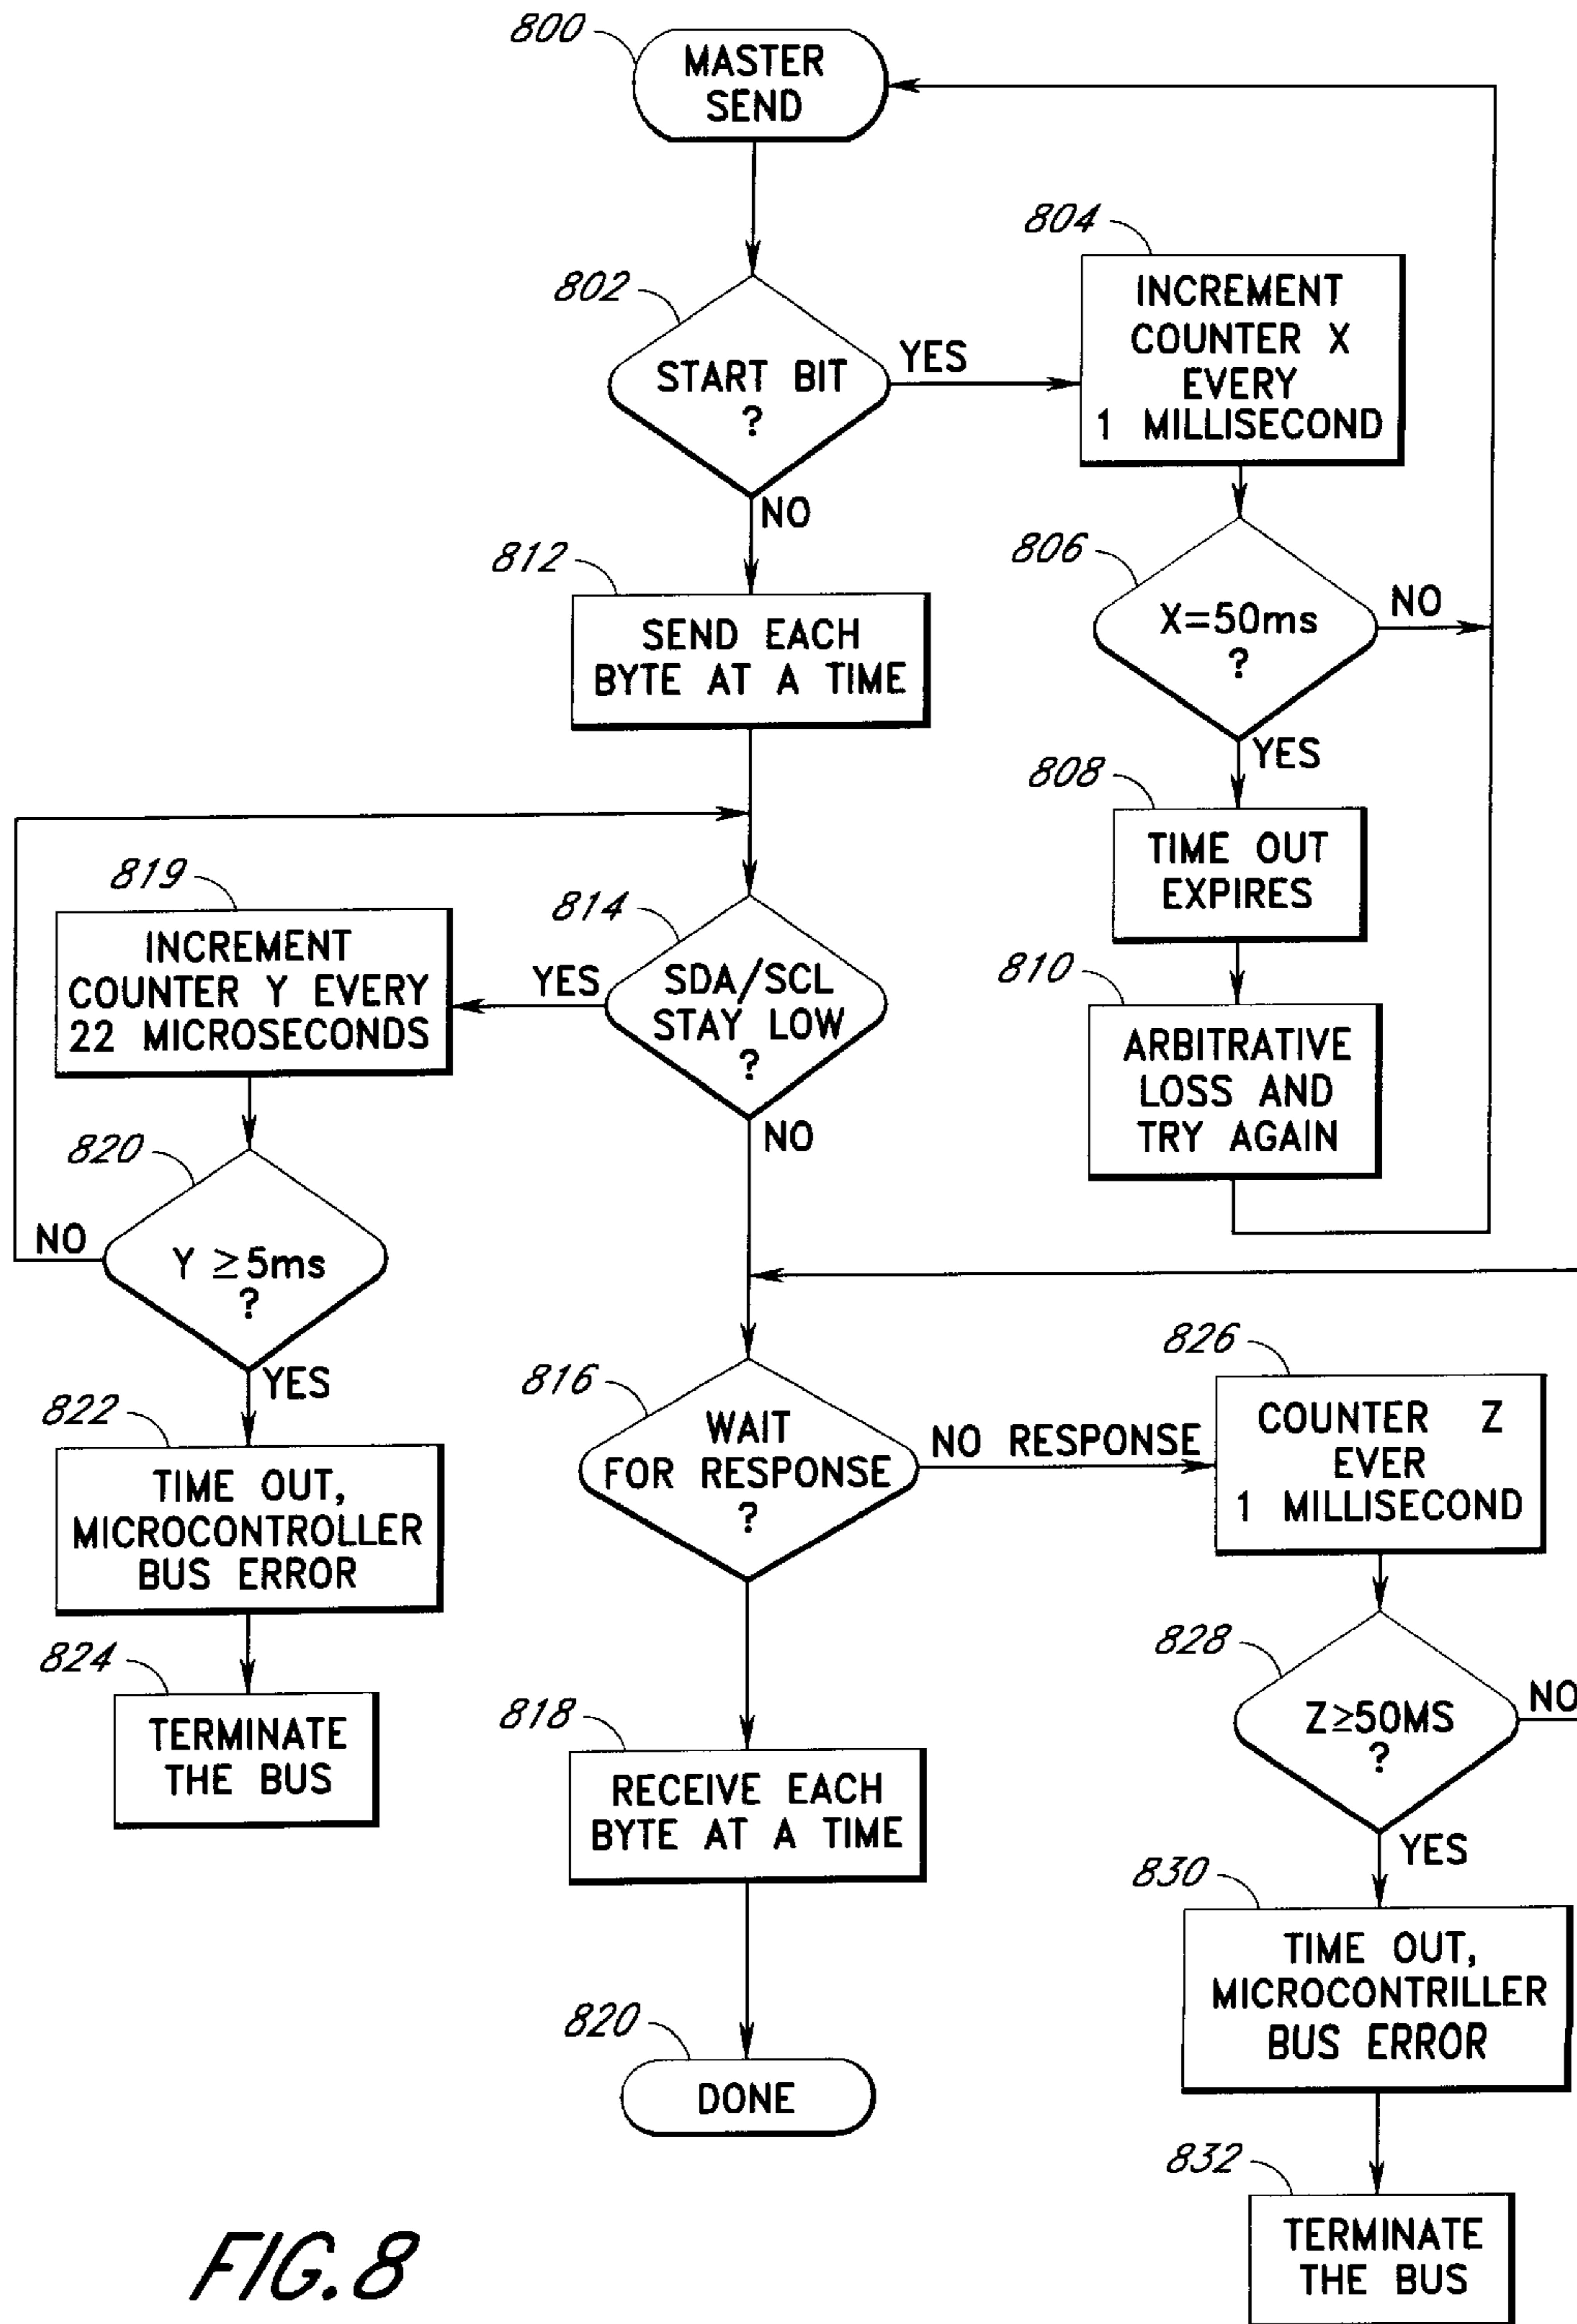 800
MASTER
SEND
802
START BIT
?
YES
NO
804
INCREMENT
COUNTER X
EVERY
1 MILLISECOND
806
X=50ms
?
NO
YES
808
TIME OUT
EXPIRES
810
ARBITRATIVE
LOSS AND
TRY AGAIN
812
SEND EACH
BYTE AT A TIME
814
SDA/SCL
STAY LOW
?
YES
NO
819
INCREMENT
COUNTER Y EVERY
22 MICROSECONDS
820
Y ≥5ms
?
NO
YES
822
TIME OUT,
MICROCONTROLLER
BUS ERROR
824
TERMINATE
THE BUS
816
WAIT
FOR RESPONSE
?
NO RESPONSE
826
COUNTER Z
EVER
1 MILLISECOND
828
Z≥50MS
?
NO
YES
830
TIME OUT,
MICROCONTRILLER
BUS ERROR
832
TERMINATE
THE BUS
818
RECEIVE EACH
BYTE AT A TIME
820
DONE
FIG.8